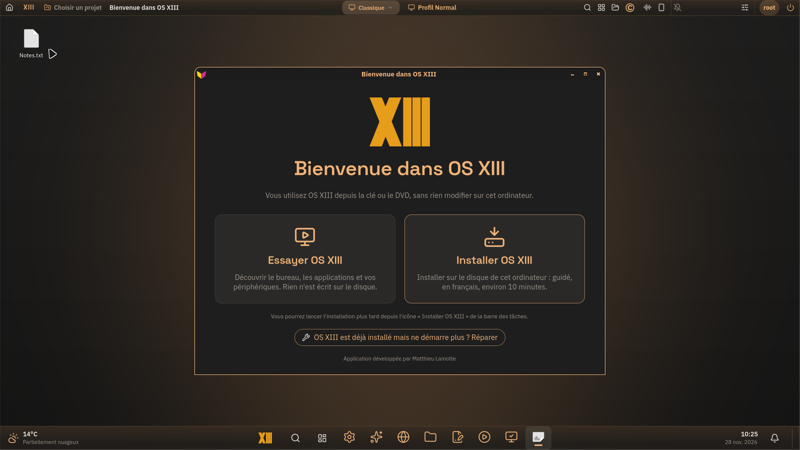 XIII Choisir un projet Bienvenue dans OS XIII Classique Profil Normal root
Notes.txt
Bienvenue dans OS XIII
XIII
Bienvenue dans OS XIII
Vous utilisez OS XIII depuis la clé ou le DVD, sans rien modifier sur cet ordinateur.
Essayer OS XIII
Découvrir le bureau, les applications et vos
périphériques. Rien n'est écrit sur le disque.
Installer OS XIII
Installer sur le disque de cet ordinateur : guidé,
en français, environ 10 minutes.
Vous pourrez lancer l'installation plus tard depuis l'icône « Installer OS XIII » de la barre des tâches.
OS XIII est déjà installé mais ne démarre plus ? Réparer
Application développée par Matthieu Lamotte
14°C
Partiellement nuageux
XIII
10:25
28 nov. 2026